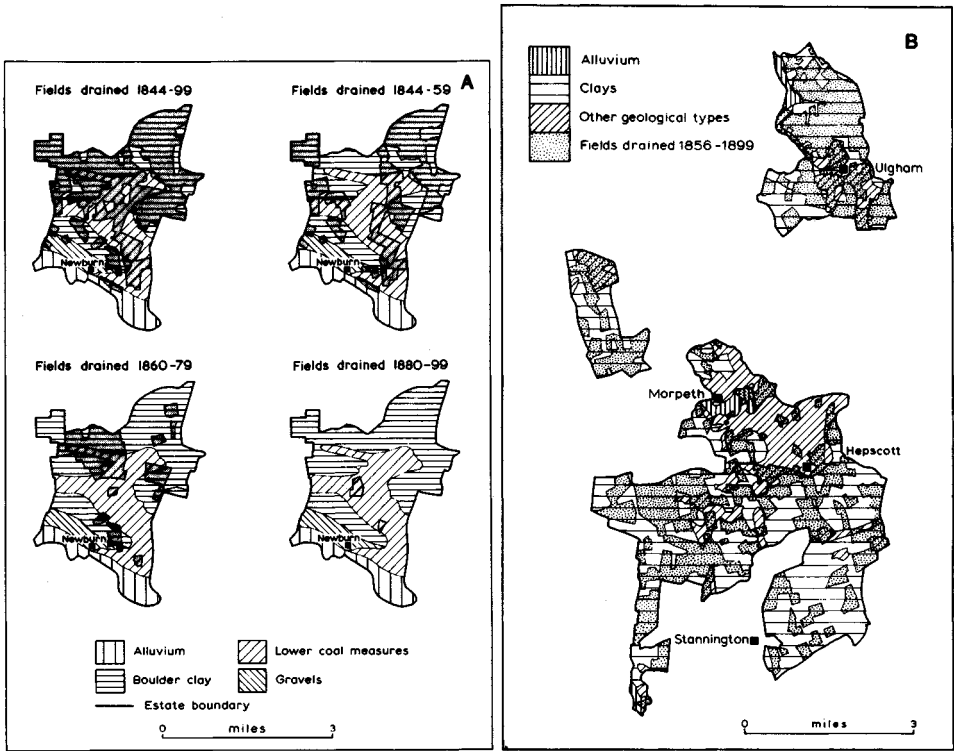 A
Fields drained 1844-99
Fields drained 1844-59
Newburn
Newburn
Fields drained 1860-79
Fields drained 1880-99
Newburn
Newburn
Alluvium
Lower coal measures
Boulder clay
Gravels
Estate boundary
0 miles 3
B
Alluvium
Clays
Other geological types
Fields drained 1856-1899
Ulgham
Morpeth
Hepscott
Stannington
0 miles 3